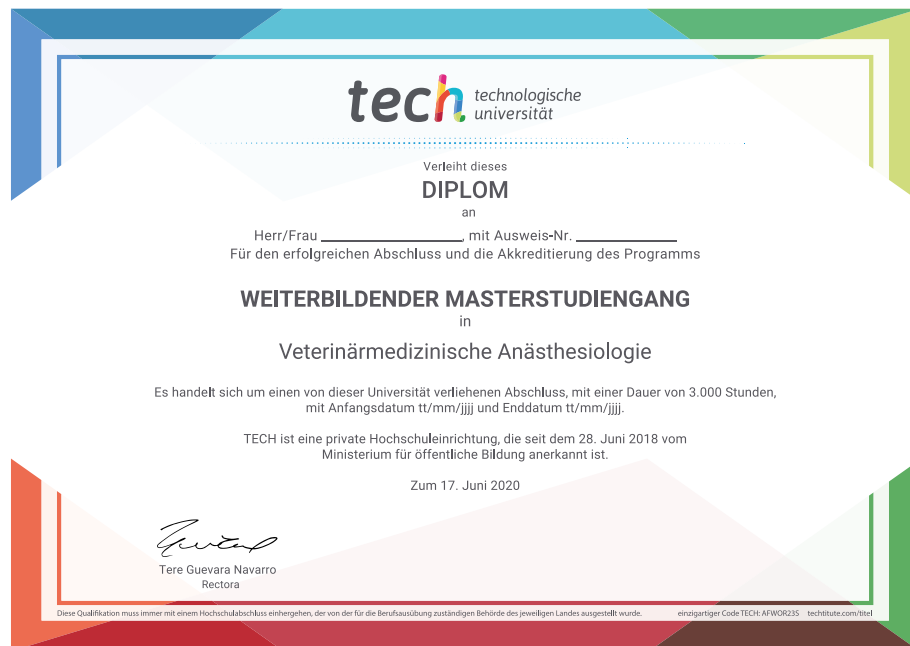 tech technologische
universität
Verleiht dieses
DIPLOM
an
Herr/Frau ____________________, mit Ausweis-Nr. ______________
Für den erfolgreichen Abschluss und die Akkreditierung des Programms
WEITERBILDENDER MASTERSTUDIENGANG
in
Veterinärmedizinische Anästhesiologie
Es handelt sich um einen von dieser Universität verliehenen Abschluss, mit einer Dauer von 3.000 Stunden,
mit Anfangsdatum tt/mm/jjjj und Enddatum tt/mm/jjjj.
TECH ist eine private Hochschuleinrichtung, die seit dem 28. Juni 2018 vom
Ministerium für öffentliche Bildung anerkannt ist.
Zum 17. Juni 2020
Tere Guevara Navarro
Rectora
Diese Qualifikation muss immer mit einem Hochschulabschluss einhergehen, der von der für die Berufsausübung zuständigen Behörde des jeweiligen Landes ausgestellt wurde. einzigartiger Code TECH: AFWOR23S techtitute.com/titel